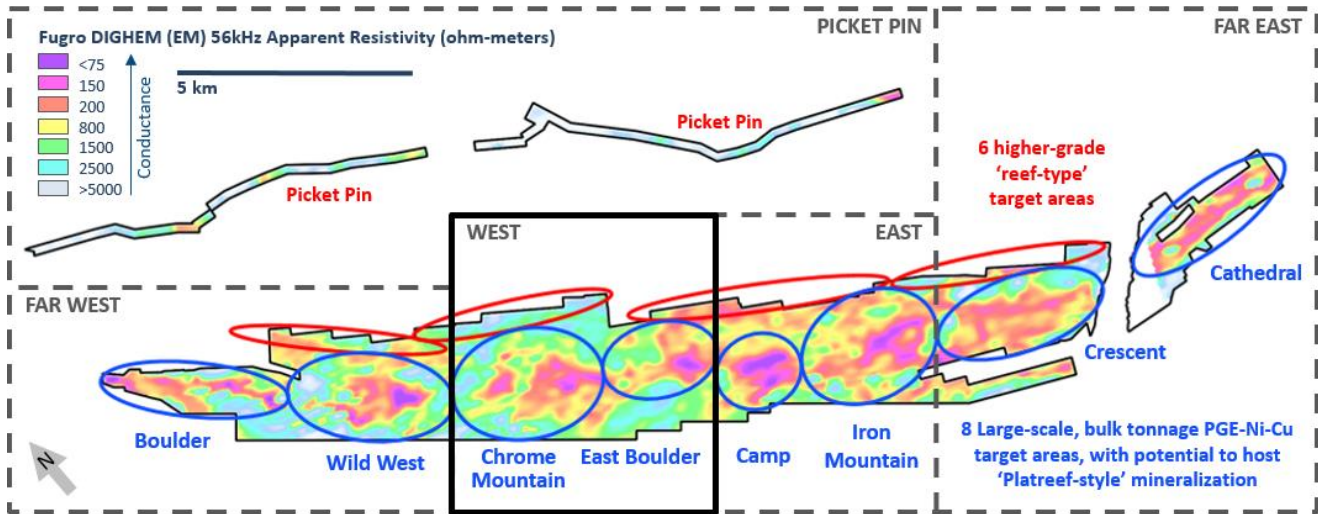 Fugro DIGHEM (EM) 56kHz Apparent Resistivity (ohm-meters)
<75
150
200
800
1500
2500
>5000
Conductance
5 km
PICKET PIN
FAR EAST
Picket Pin
Picket Pin
6 higher-grade
‘reef-type’
target areas
WEST
EAST
FAR WEST
Cathedral
Crescent
Boulder
Wild West
Chrome
Mountain
East Boulder
Camp
Iron
Mountain
8 Large-scale, bulk tonnage PGE-Ni-Cu
target areas, with potential to host
‘Platreef-style’ mineralization
N